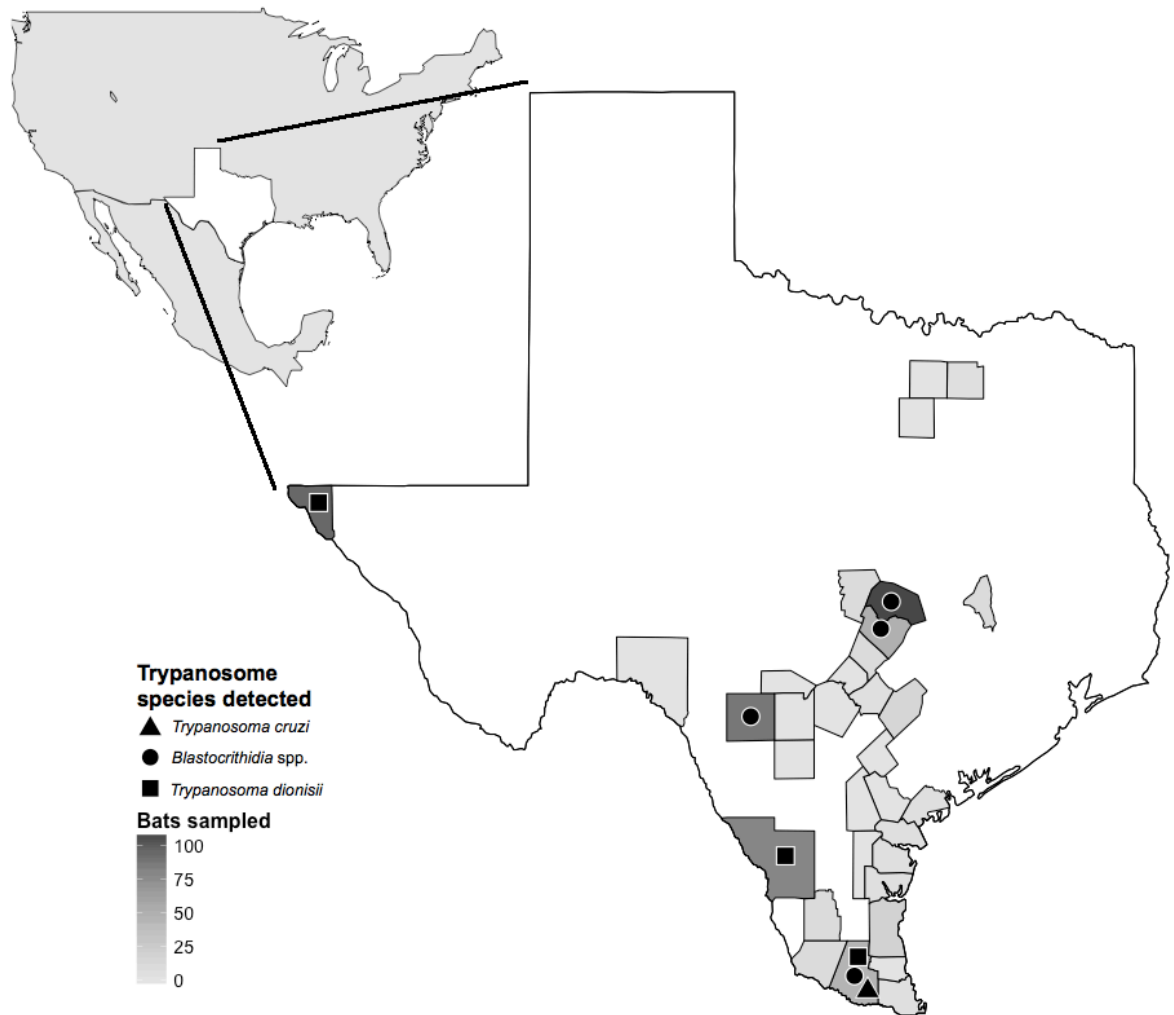 Trypanosome
species detected
Trypanosoma cruzi
Blastocrithidia spp.
Trypanosoma dionisii
Bats sampled
100
75
50
25
0